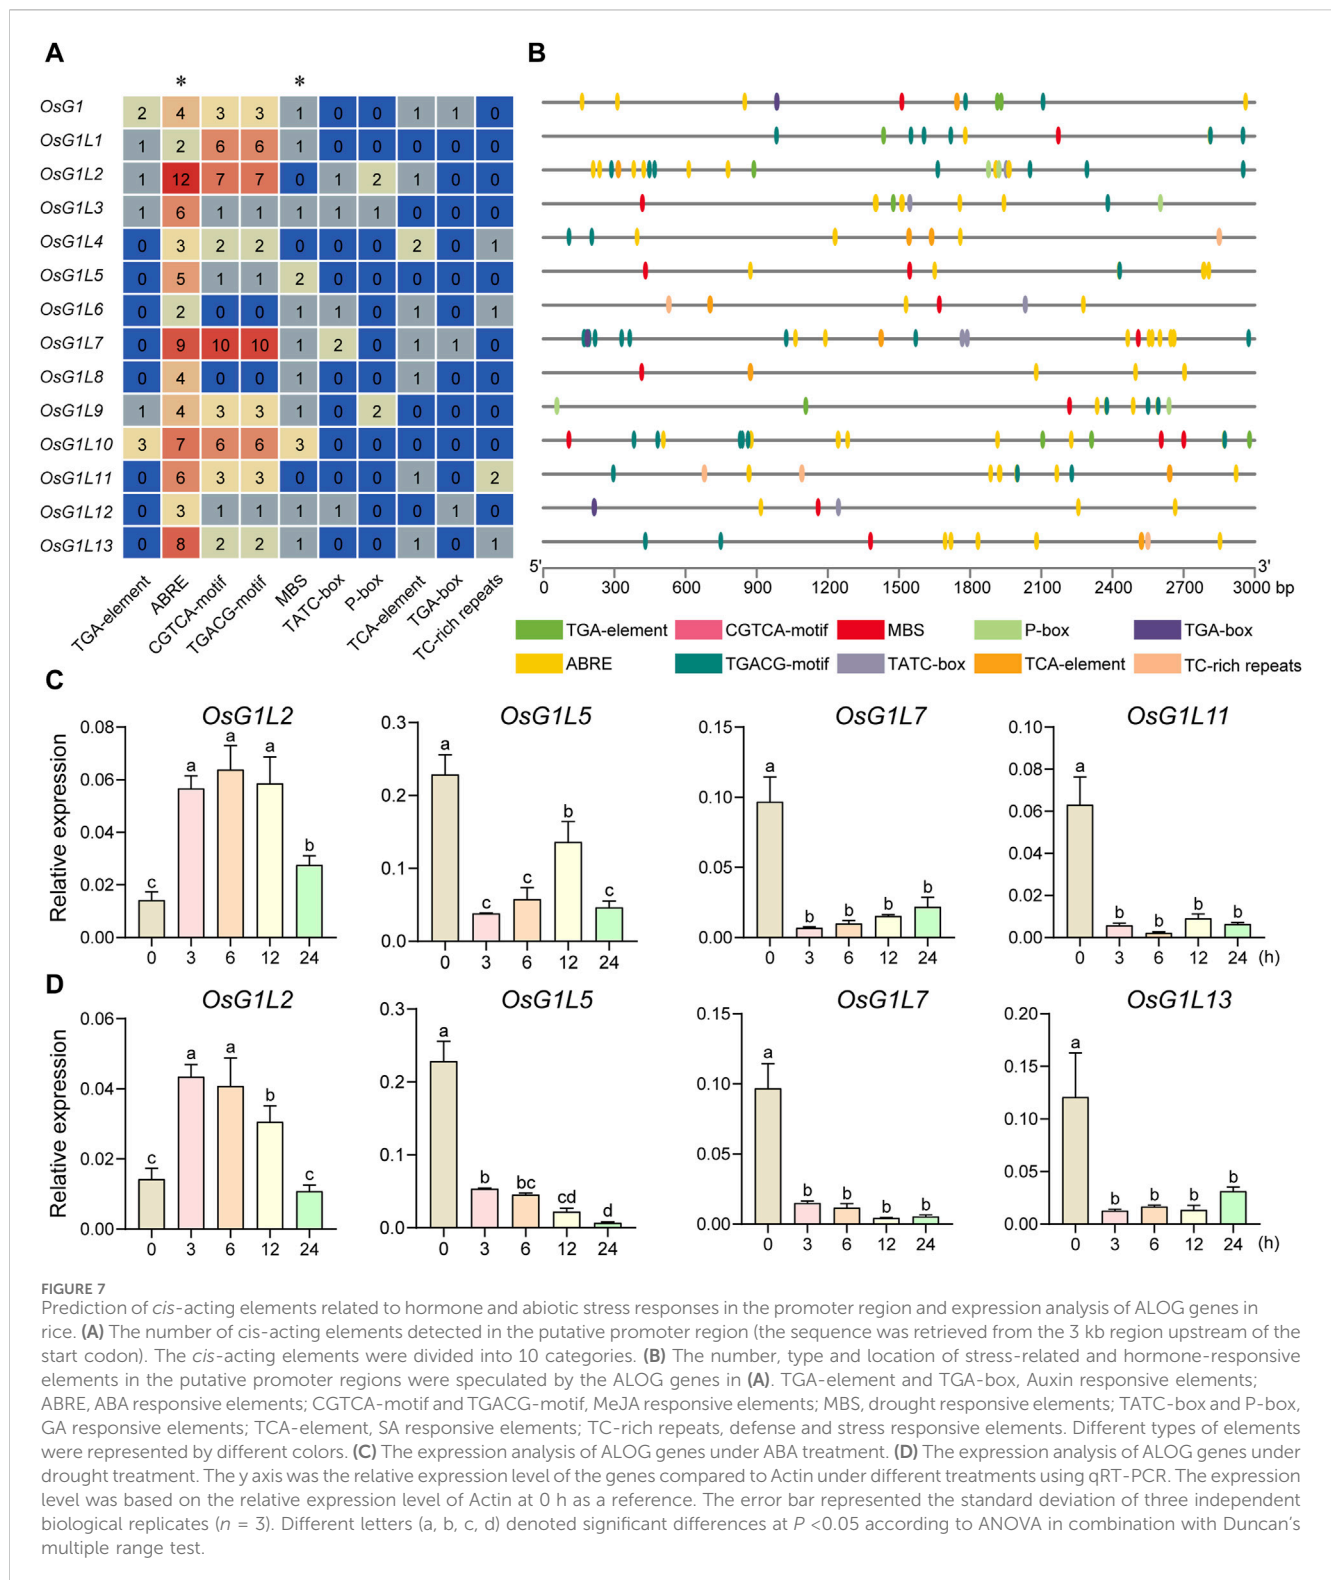 A
B
* *
OsG1 2 4 3 3 1 0 0 1 1 0
OsG1L1 1 2 6 6 1 0 0 0 0 0
OsG1L2 1 12 7 7 0 1 2 1 0 0
OsG1L3 1 6 1 1 1 1 1 0 0 0
OsG1L4 0 3 2 2 0 0 0 2 0 1
OsG1L5 0 5 1 1 2 0 0 0 0 0
OsG1L6 0 2 0 0 1 1 0 1 0 1
OsG1L7 0 9 10 10 1 2 0 1 1 0
OsG1L8 0 4 0 0 1 0 0 1 0 0
OsG1L9 1 4 3 3 1 0 2 0 0 0
OsG1L10 3 7 6 6 3 0 0 0 0 0
OsG1L11 0 6 3 3 0 0 0 1 0 2
OsG1L12 0 3 1 1 1 1 0 0 1 0
OsG1L13 0 8 2 2 1 0 0 1 0 1
TGA-element ABRE CGTCA-motif TGACG-motif MBS TATC-box P-box TCA-element TGA-box TC-rich repeats
5' 3'
0 300 600 900 1200 1500 1800 2100 2400 2700 3000 bp
TGA-element CGTCA-motif MBS P-box TGA-box
ABRE TGACG-motif TATC-box TCA-element TC-rich repeats
C
OsG1L2
Relative expression
0.08
0.06
0.04
0.02
0.00
c a a a b
0 3 6 12 24
OsG1L5
0.3
0.2
0.1
0.0
a c c b c
0 3 6 12 24
OsG1L7
0.15
0.10
0.05
0.00
a b b b b
0 3 6 12 24
OsG1L11
0.10
0.08
0.06
0.04
0.02
0.00
a b b b b
0 3 6 12 24 (h)
D
OsG1L2
Relative expression
0.06
0.04
0.02
0.00
c a a b c
0 3 6 12 24
OsG1L5
0.3
0.2
0.1
0.0
a b bc cd d
0 3 6 12 24
OsG1L7
0.15
0.10
0.05
0.00
a b b b b
0 3 6 12 24
OsG1L13
0.20
0.15
0.10
0.05
0.00
a b b b b
0 3 6 12 24 (h)
FIGURE 7
Prediction of cis-acting elements related to hormone and abiotic stress responses in the promoter region and expression analysis of ALOG genes in
rice. (A) The number of cis-acting elements detected in the putative promoter region (the sequence was retrieved from the 3 kb region upstream of the
start codon). The cis-acting elements were divided into 10 categories. (B) The number, type and location of stress-related and hormone-responsive
elements in the putative promoter regions were speculated by the ALOG genes in (A). TGA-element and TGA-box, Auxin responsive elements;
ABRE, ABA responsive elements; CGTCA-motif and TGACG-motif, MeJA responsive elements; MBS, drought responsive elements; TATC-box and P-box,
GA responsive elements; TCA-element, SA responsive elements; TC-rich repeats, defense and stress responsive elements. Different types of elements
were represented by different colors. (C) The expression analysis of ALOG genes under ABA treatment. (D) The expression analysis of ALOG genes under
drought treatment. The y axis was the relative expression level of the genes compared to Actin under different treatments using qRT-PCR. The expression
level was based on the relative expression level of Actin at 0 h as a reference. The error bar represented the standard deviation of three independent
biological replicates (n = 3). Different letters (a, b, c, d) denoted significant differences at P <0.05 according to ANOVA in combination with Duncan's
multiple range test.